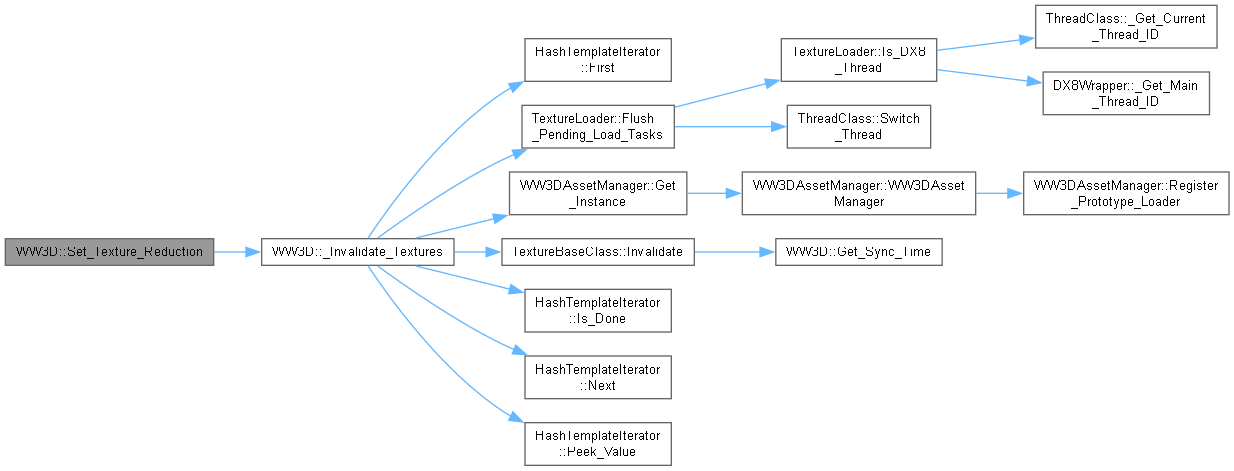 WW3D::Set_Texture_Reduction
WW3D::_Invalidate_Textures
HashTemplateIterator
::First
TextureLoader::Flush
_Pending_Load_Tasks
TextureLoader::Is_DX8
_Thread
ThreadClass::_Get_Current
_Thread_ID
DX8Wrapper::_Get_Main
_Thread_ID
ThreadClass::Switch
_Thread
WW3DAssetManager::Get
_Instance
WW3DAssetManager::WW3DAsset
Manager
WW3DAssetManager::Register
_Prototype_Loader
TextureBaseClass::Invalidate
WW3D::Get_Sync_Time
HashTemplateIterator
::Is_Done
HashTemplateIterator
::Next
HashTemplateIterator
::Peek_Value